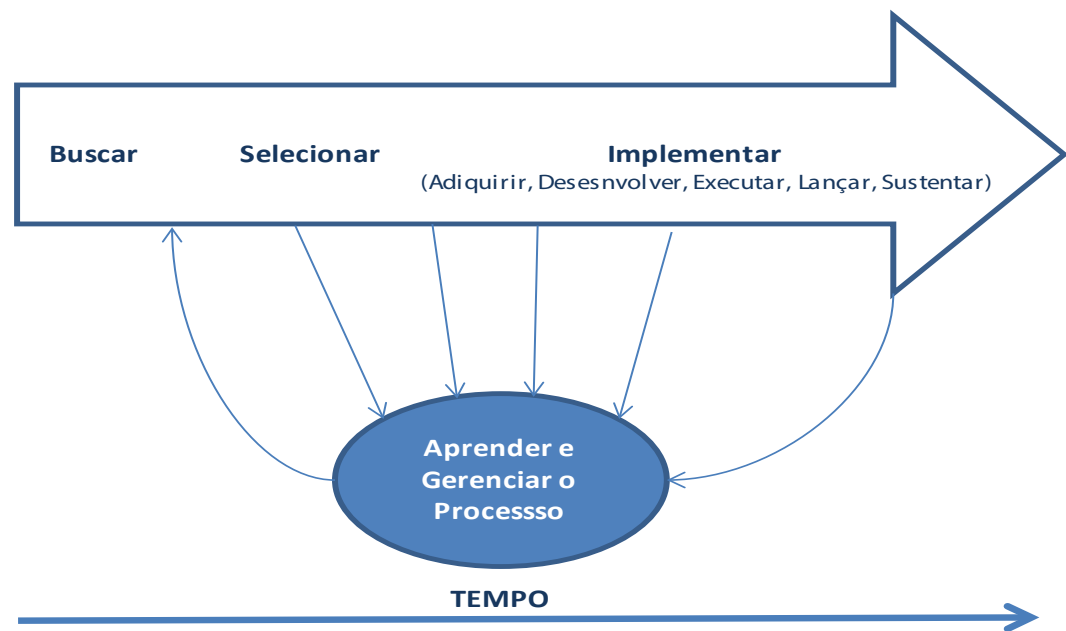 Buscar
Selecionar
Implementar
(Adiquirir, Desesnvolver, Executar, Lançar, Sustentar)
Aprender e
Gerenciar o
Processso
TEMPO